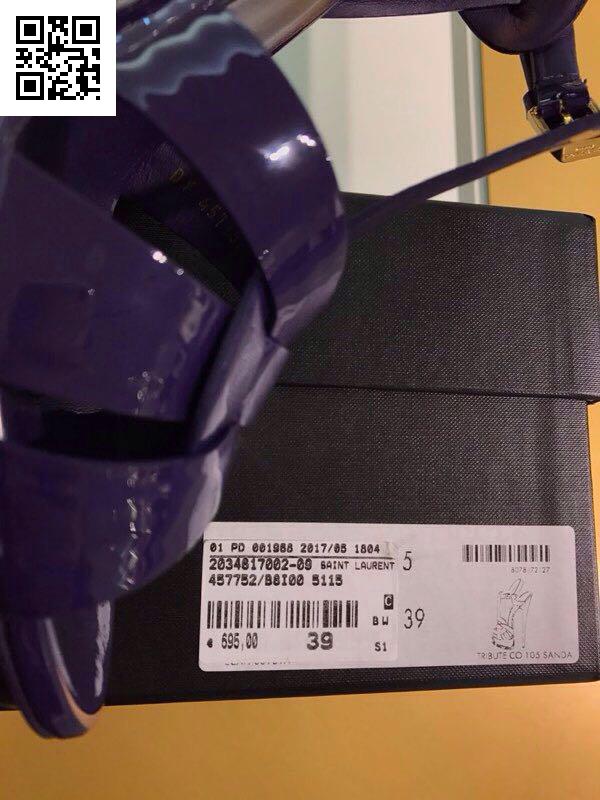 01 PD 001958 2017/05 1804
2034817002-09 SAINT LAURENT
457752/B8I00 5115
C
BW
€ 695,00 39 S1
5
39
TRIBUTE CO 105 SANDA